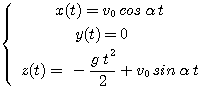 x(t) = v₀ cos α t
y(t) = 0
z(t) = − g t²/2 + v₀ sin α t